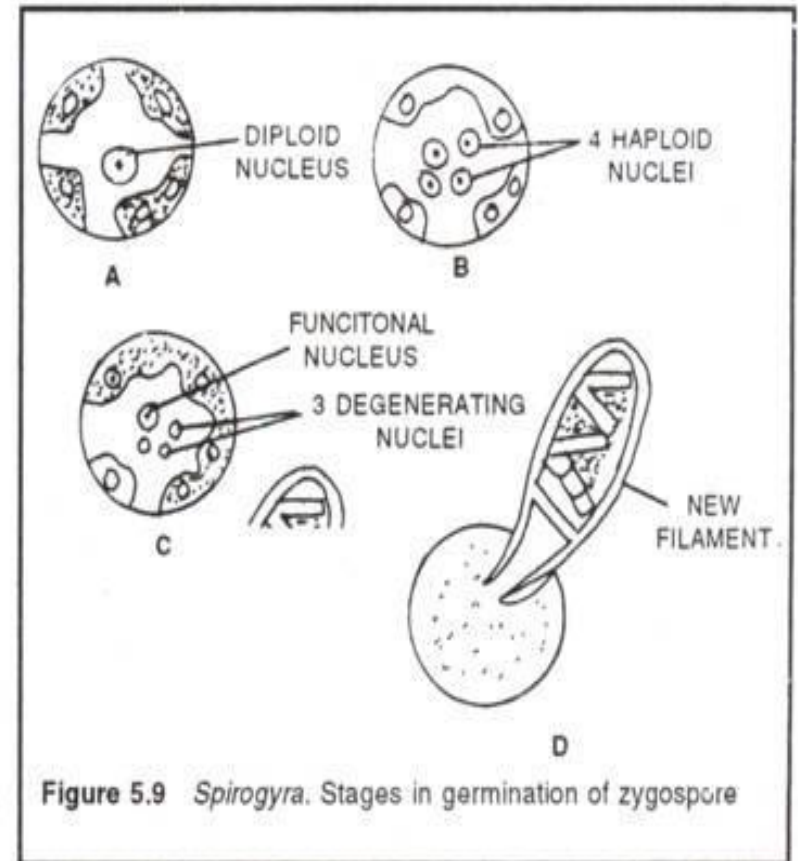 DIPLOID
NUCLEUS
A
4 HAPLOID
NUCLEI
B
FUNCITONAL
NUCLEUS
3 DEGENERATING
NUCLEI
C
NEW
FILAMENT.
D
Figure 5.9 Spirogyra. Stages in germination of zygospore